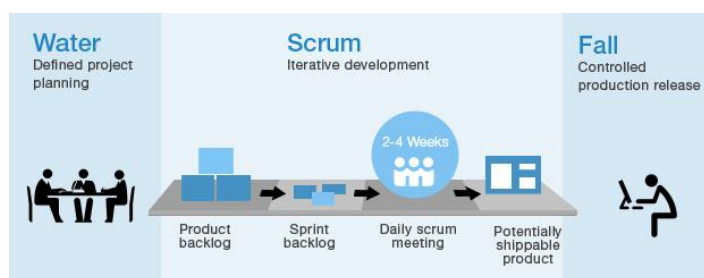 Water
Defined project
planning
Scrum
Iterative development
Fall
Controlled
production release
2-4 Weeks
Product
backlog
Sprint
backlog
Daily scrum
meeting
Potentially
shippable
product